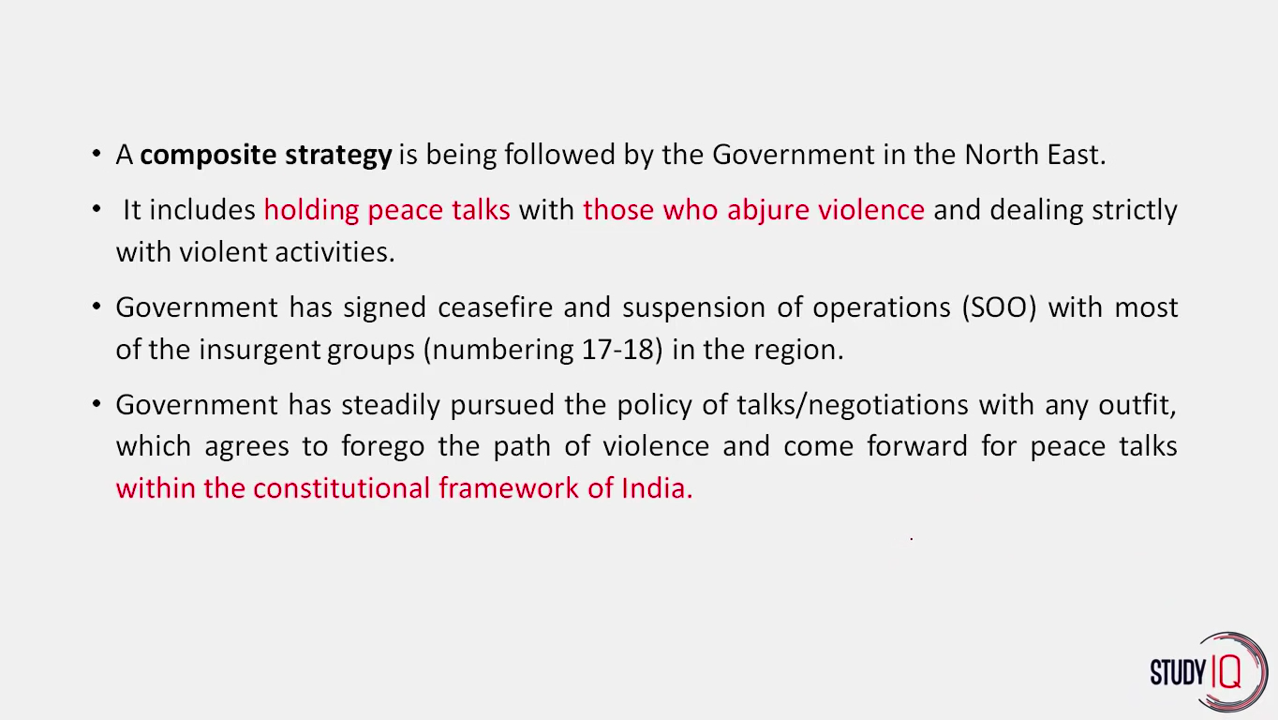 • A composite strategy is being followed by the Government in the North East.
• It includes holding peace talks with those who abjure violence and dealing strictly
with violent activities.
• Government has signed ceasefire and suspension of operations (SOO) with most
of the insurgent groups (numbering 17-18) in the region.
• Government has steadily pursued the policy of talks/negotiations with any outfit,
which agrees to forego the path of violence and come forward for peace talks
within the constitutional framework of India.
STUDY IQ